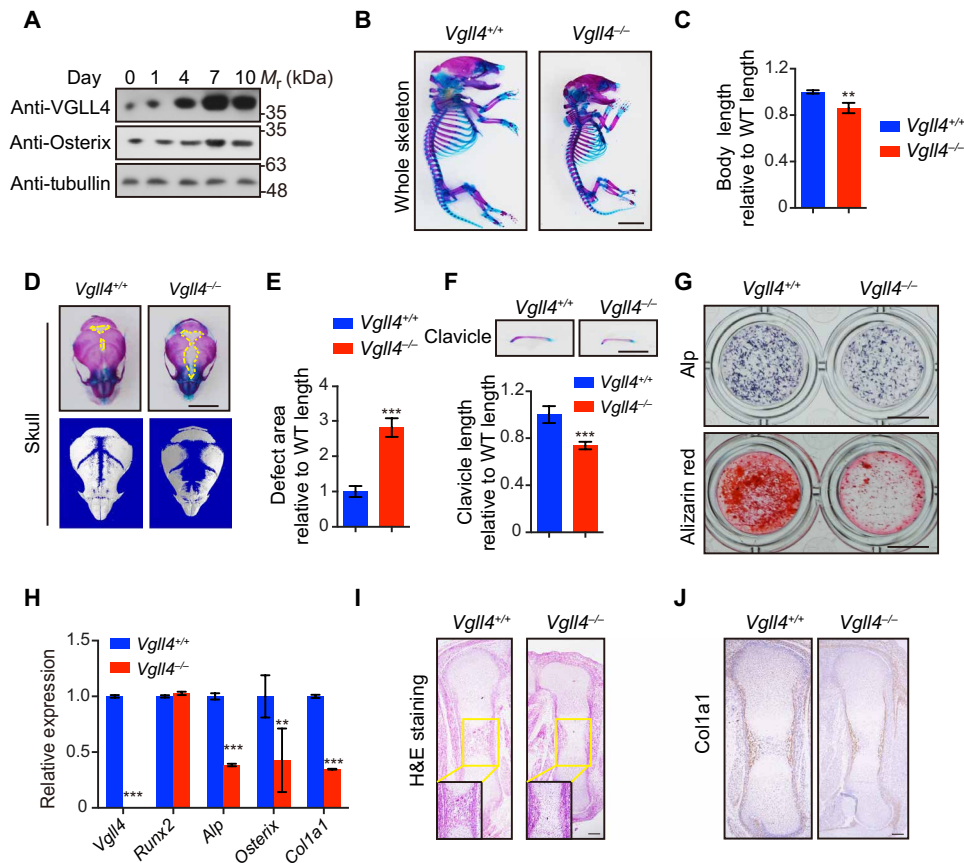 A
Day 0 1 4 7 10 Mr (kDa)
Anti-VGLL4
-35
Anti-Osterix
-35
-63
Anti-tubullin
-48
B
Vgll4+/+ Vgll4–/–
Whole skeleton
C
Body length
relative to WT length
1.2
0.8
0.4
0
**
Vgll4+/+
Vgll4–/–
D
Vgll4+/+ Vgll4–/–
Skull
E
Vgll4+/+
Vgll4–/–
Defect area
relative to WT length
4
3
2
1
0
***
F
Vgll4+/+ Vgll4–/–
Clavicle
Vgll4+/+
Vgll4–/–
Clavicle length
relative to WT length
1.2
0.8
0.4
0
***
G
Vgll4+/+ Vgll4–/–
Alp
Alizarin red
H
Vgll4+/+
Vgll4–/–
Relative expression
1.5
1.0
0.5
0
*** *** ** ***
Vgll4 Runx2 Alp Osterix Col1a1
I
Vgll4+/+ Vgll4–/–
H&E staining
J
Vgll4+/+ Vgll4–/–
Col1a1